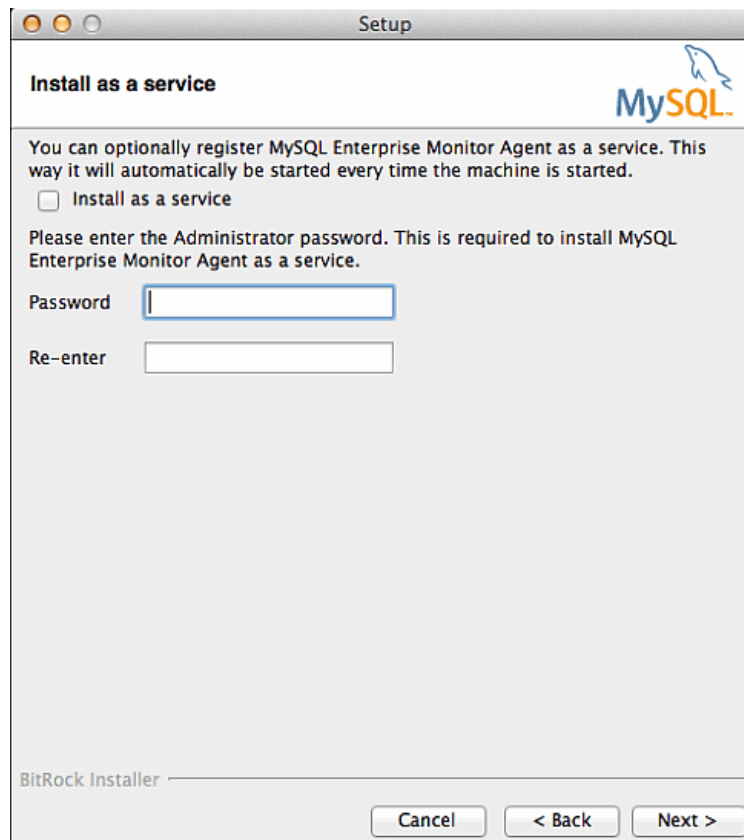 Setup
Install as a service
MySQL™
You can optionally register MySQL Enterprise Monitor Agent as a service. This
way it will automatically be started every time the machine is started.
Install as a service
Please enter the Administrator password. This is required to install MySQL
Enterprise Monitor Agent as a service.
Password
Re-enter
BitRock Installer
Cancel
< Back
Next >